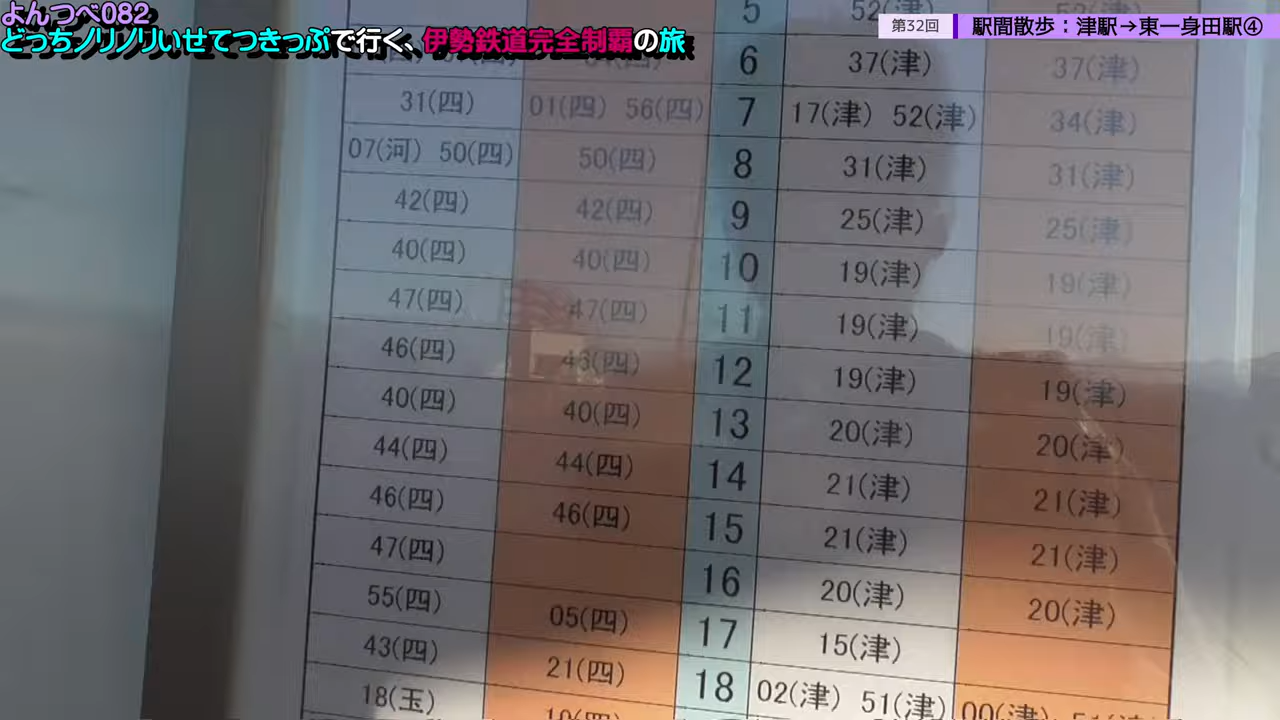 よんつべ082
どっちノリノリいせてつきっぷで行く、伊勢鉄道完全制覇の旅
第32回 駅間散歩：津駅→東一身田駅④
5 52(津) 52(津)
6 37(津) 37(津)
31(四) 01(四) 56(四) 7 17(津) 52(津) 34(津)
07(河) 50(四) 50(四) 8 31(津) 31(津)
42(四) 42(四) 9 25(津) 25(津)
40(四) 40(四) 10 19(津) 19(津)
47(四) 47(四) 11 19(津) 19(津)
46(四) 46(四) 12 19(津) 19(津)
40(四) 40(四) 13 20(津) 20(津)
44(四) 44(四) 14 21(津) 21(津)
46(四) 46(四) 15 21(津) 21(津)
47(四) 16 20(津) 20(津)
55(四) 05(四) 17 15(津)
43(四) 21(四) 18 02(津) 51(津) 00(津) 51(津)
18(玉)